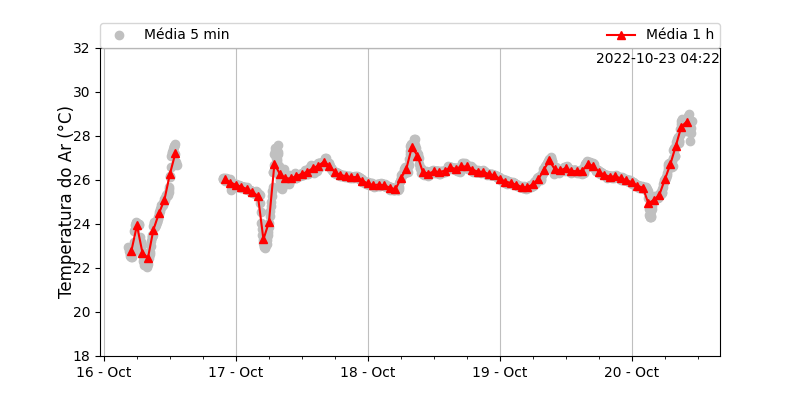 Média 5 min
Média 1 h
2022-10-23 04:22
Temperatura do Ar (°C)
32
30
28
26
24
22
20
18
16 - Oct
17 - Oct
18 - Oct
19 - Oct
20 - Oct